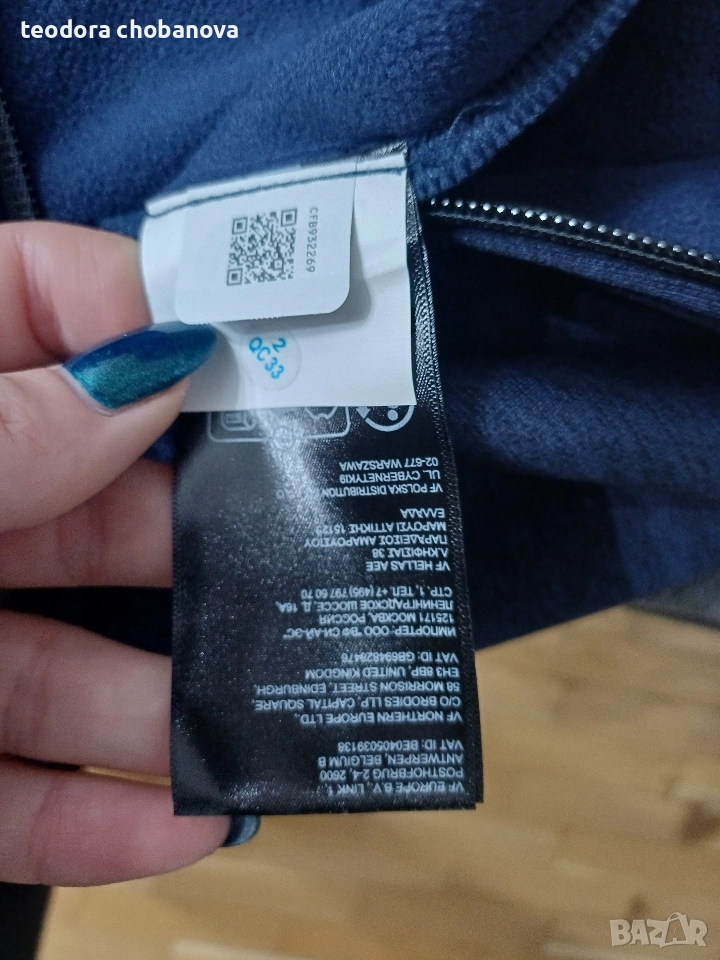 teodora chobanova
CFB932269
2
QC33
VF EUROPE B.V., LINK 1,
POSTHOFBRUG 2-4, 2600
ANTWERPEN, BELGIUM B
VAT ID: BE0405039138
VF NORTHERN EUROPE LTD.
C/O BRODIES LLP, CAPITAL SQUARE,
58 MORRISON STREET, EDINBURGH,
EH3 8BP, UNITED KINGDOM
VAT ID: GB694828476
ИМПОРТЕР: ООО "ВФ СИ-АЙ-ЭС"
125171 МОСКВА, РОССИЯ
ЛЕНИНГРАДСКОЕ ШОССЕ, Д. 16А,
СТР. 1, ТЕЛ. +7 (495) 797 60 70
VF HELLAS AEE
Λ.ΚΗΦΙΣΙΑΣ 38
ΠΑΡΑΔΕΙΣΟΣ ΑΜΑΡΟΥΣΙΟΥ
ΜΑΡΟΥΣΙ ΑΤΤΙΚΗΣ 15125
ΕΛΛΑΔΑ
VF POLSKA DISTRIBUTION
UL. CYBERNETYKI9
02-677 WARSZAWA
BAZAR